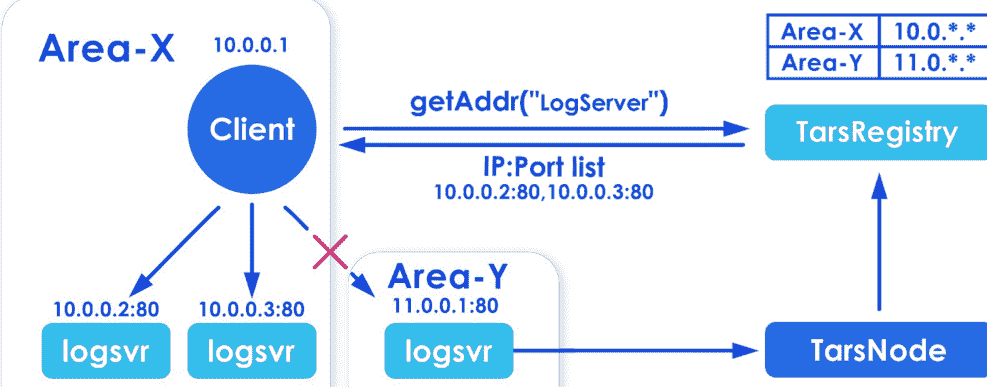 Area-X
10.0.0.1
Client
getAddr("LogServer")
IP:Port list
10.0.0.2:80,10.0.0.3:80
Area-X 10.0.*.*
Area-Y 11.0.*.*
TarsRegistry
10.0.0.2:80
logsvr
10.0.0.3:80
logsvr
Area-Y
11.0.0.1:80
logsvr
TarsNode